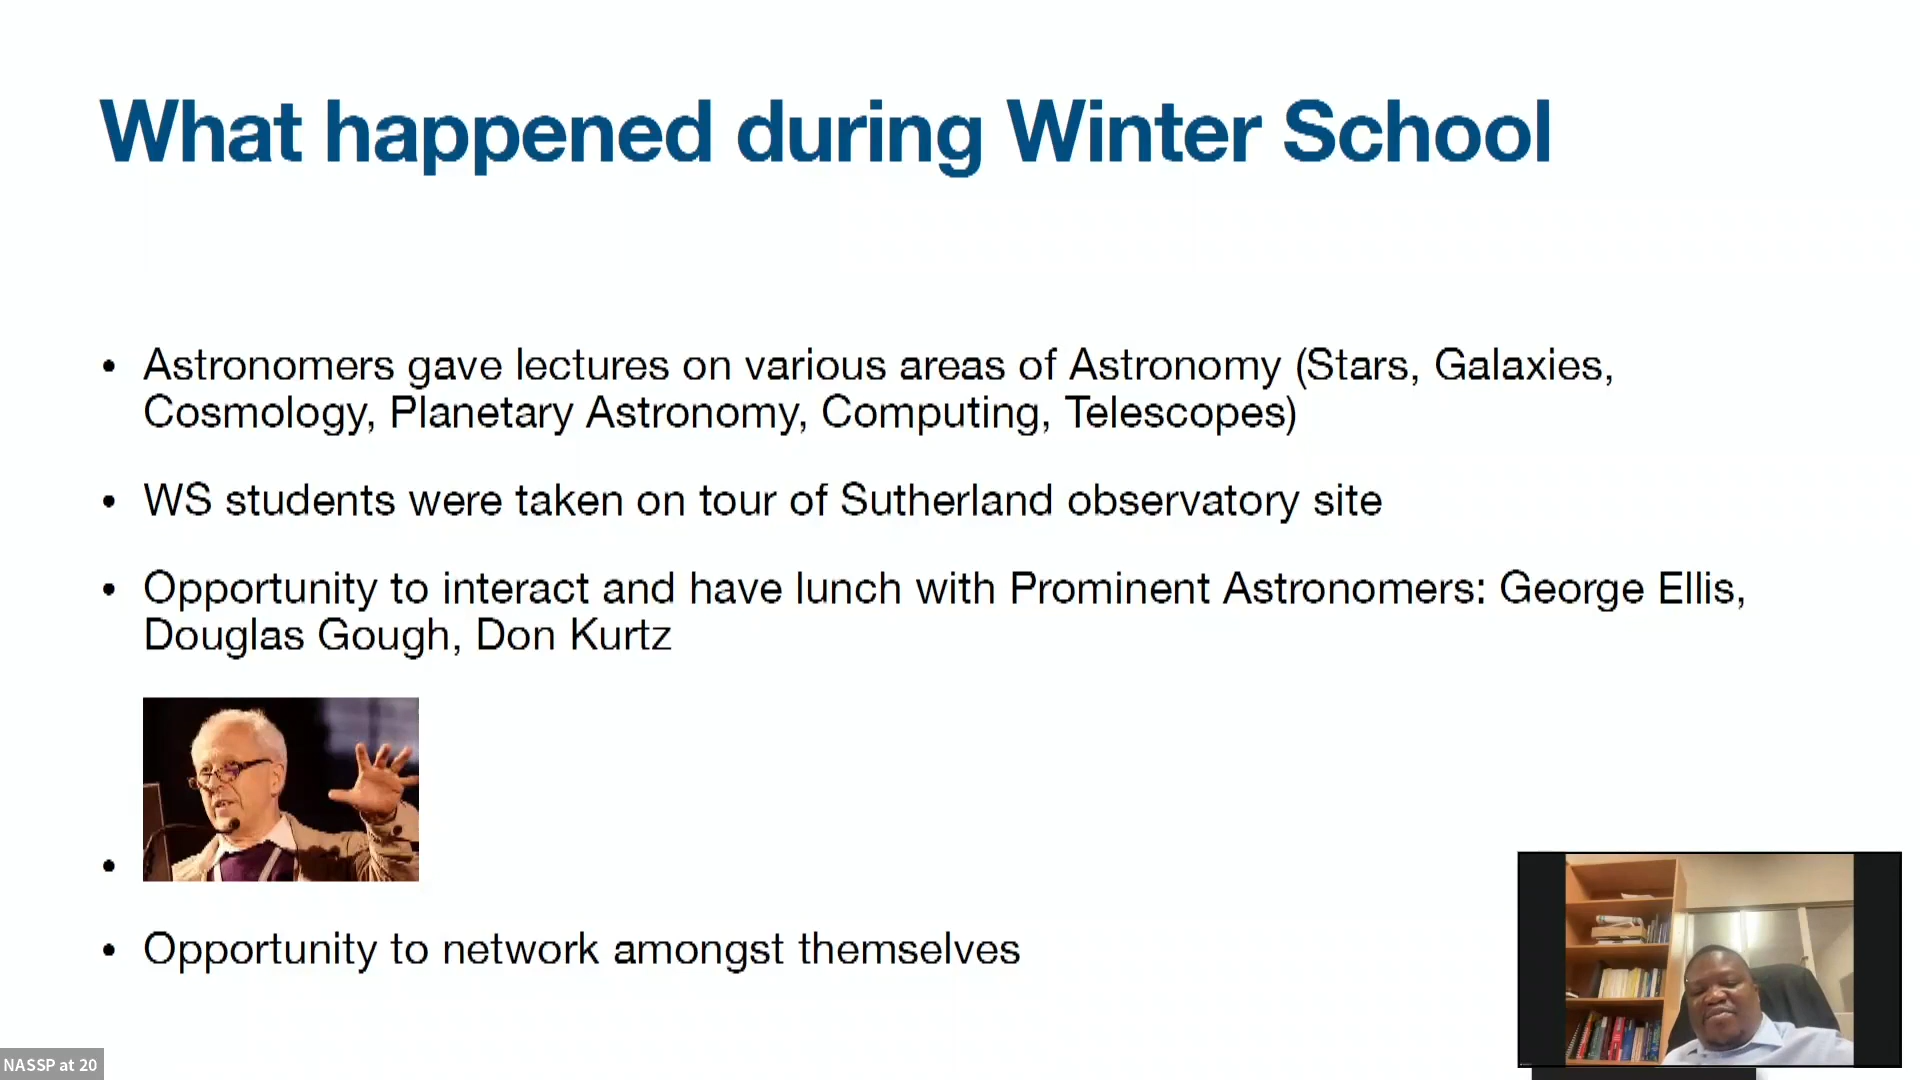 What happened during Winter School
• Astronomers gave lectures on various areas of Astronomy (Stars, Galaxies,
Cosmology, Planetary Astronomy, Computing, Telescopes)
• WS students were taken on tour of Sutherland observatory site
• Opportunity to interact and have lunch with Prominent Astronomers: George Ellis,
Douglas Gough, Don Kurtz
•
• Opportunity to network amongst themselves
NASSP at 20